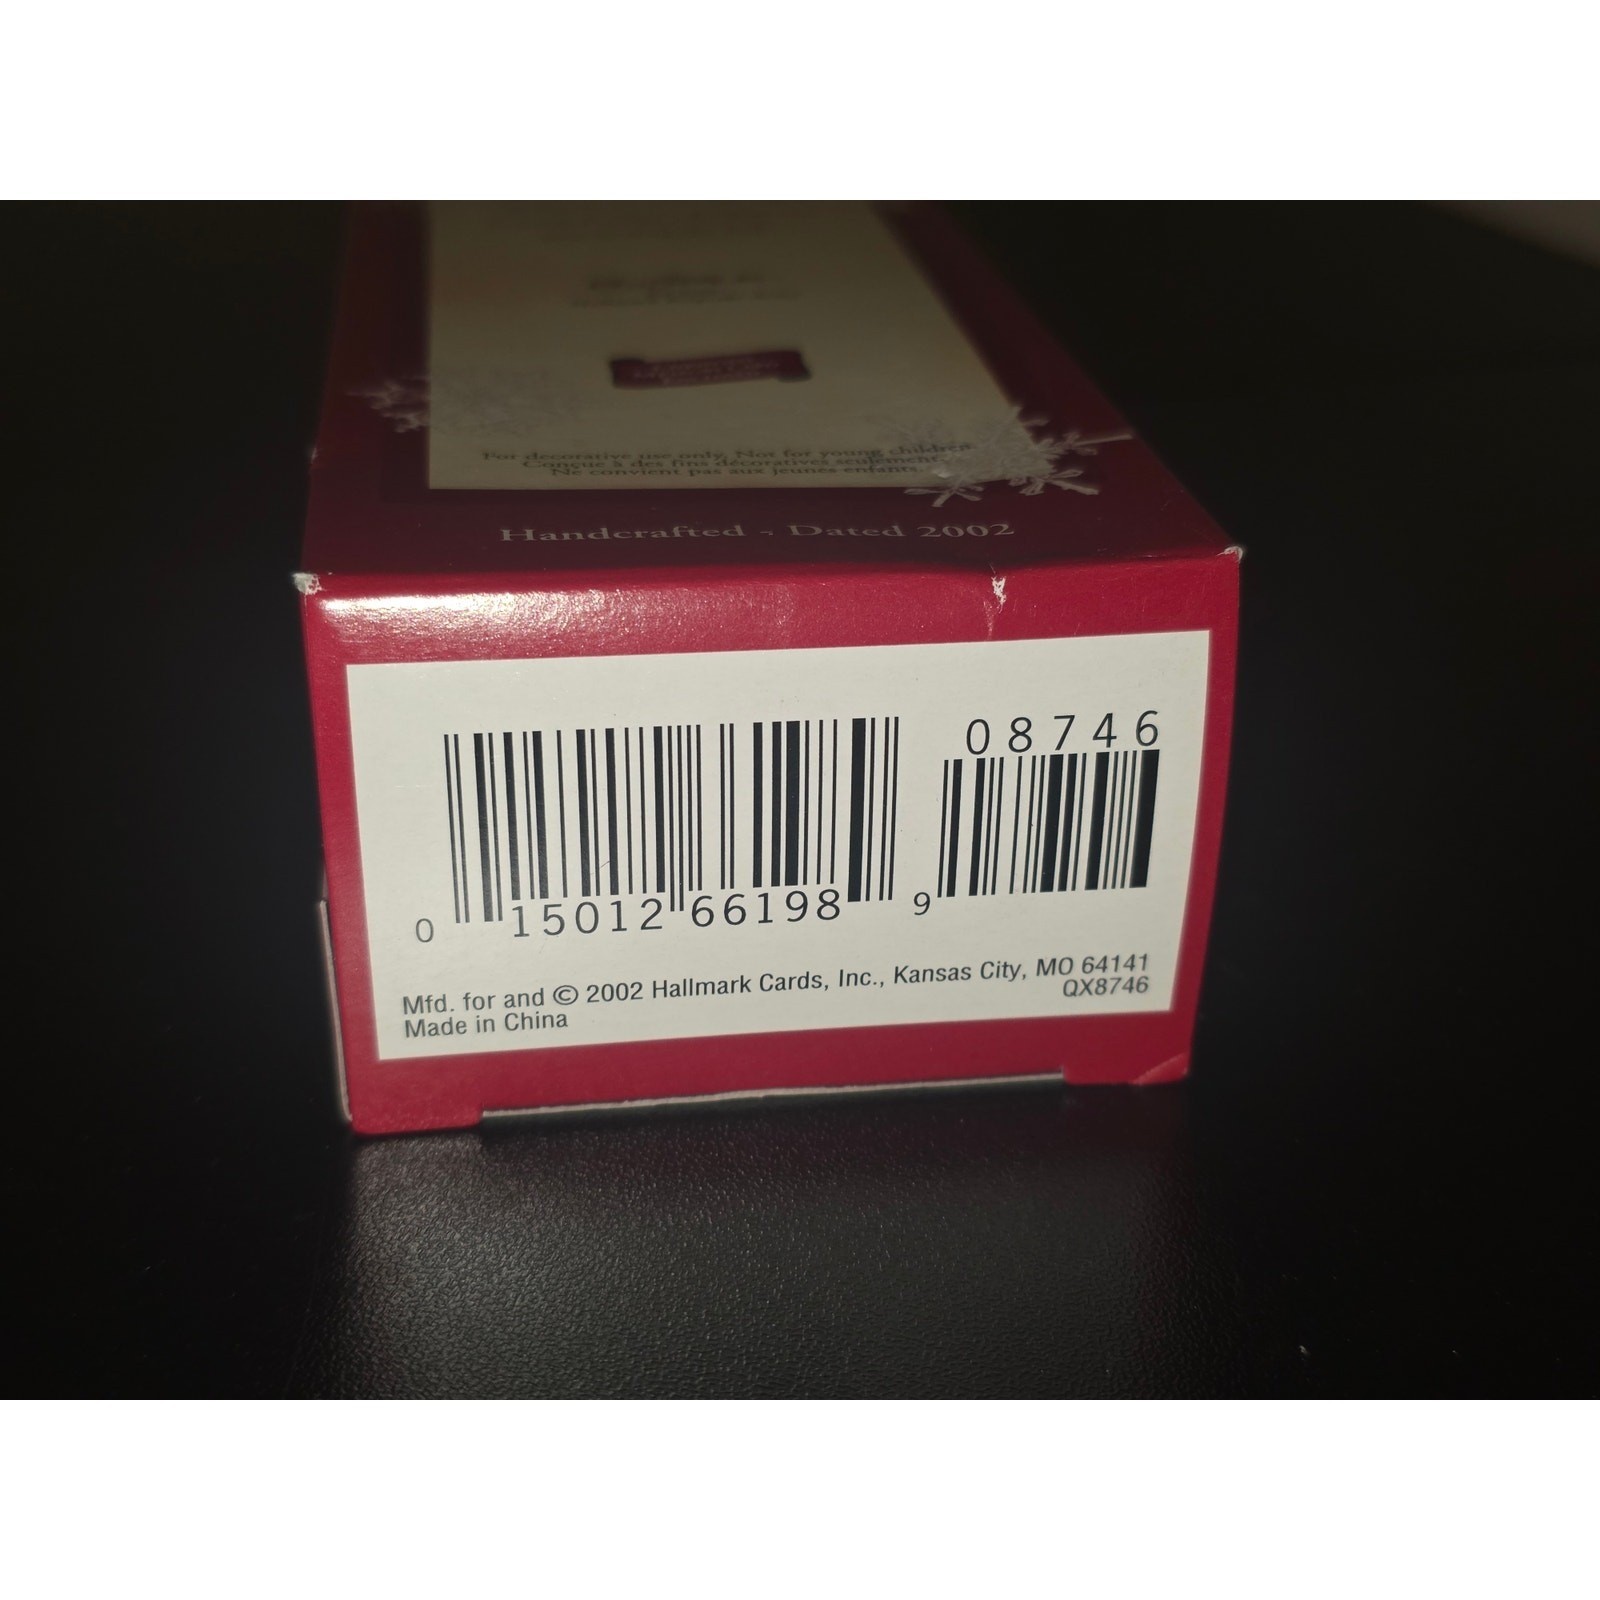 For decorative use only. Not for young children.
Conçue à des fins décoratives seulement.
Ne convient pas aux jeunes enfants.
Handcrafted - Dated 2002
08746
0 15012 66198 9
Mfd. for and © 2002 Hallmark Cards, Inc., Kansas City, MO 64141
QX8746
Made in China